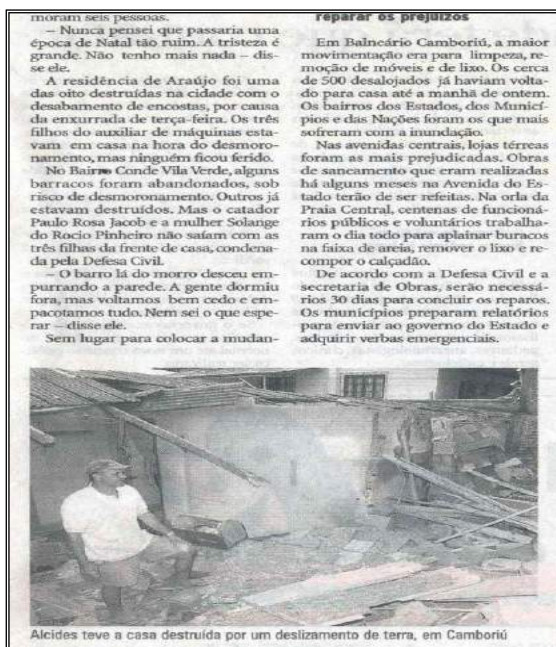 moram seis pessoas.
– Nunca pensei que passaria uma
época de Natal tão ruim. A tristeza é
grande. Não tenho mais nada – dis-
se ele.
A residência de Araújo foi uma
das oito destruídas na cidade com o
desabamento de encostas, por causa
da enxurrada de terça-feira. Os três
filhos do auxiliar de máquinas esta-
vam em casa na hora do desmoro-
namento, mas ninguém ficou ferido.
No Bairro Conde Vila Verde, alguns
barracos foram abandonados, sob
risco de desmoronamento. Outros já
estavam destruídos. Mas o catador
Paulo Rosa Jacob e a mulher Solange
do Rocio Pinheiro não saíam com as
três filhas da frente de casa, condena-
da pela Defesa Civil.
– O barro lá do morro desceu em-
purrando a parede. A gente dormiu
fora, mas voltamos bem cedo e em-
pacotamos tudo. Nem sei o que espe-
rar – disse ele.
Sem lugar para colocar a mudan-
reparar os prejuízos
Em Balneário Camboriú, a maior
movimentação era para limpeza, re-
moção de móveis e de lixo. Os cerca
de 500 desalojados já haviam volta-
do para casa até a manhã de ontem.
Os bairros dos Estados, dos Municí-
pios e das Nações foram os que mais
sofreram com a inundação.
Nas avenidas centrais, lojas térreas
foram as mais prejudicadas. Obras
de saneamento que eram realizadas
há alguns meses na Avenida do Es-
tado terão de ser refeitas. Na orla da
Praia Central, centenas de funcioná-
rios públicos e voluntários trabalha-
ram o dia todo para aplainar buracos
na faixa de areia, remover o lixo e re-
compor o calçadão.
De acordo com a Defesa Civil e a
secretaria de Obras, serão necessá-
rios 30 dias para concluir os reparos.
Os municípios preparam relatórios
para enviar ao governo do Estado e
adquirir verbas emergenciais.
Alcides teve a casa destruída por um deslizamento de terra, em Camboriú